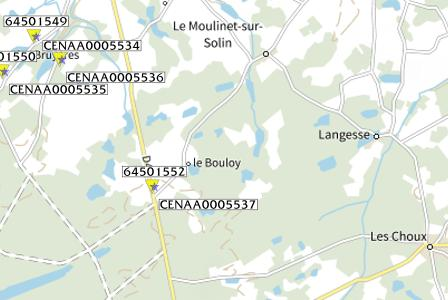 Le Moulinet-sur-
Solin
64501549
CENAA0005534
01550
CENAA0005536
CENAA0005535
Langesse
le Bouloy
64501552
CENAA0005537
Les Choux